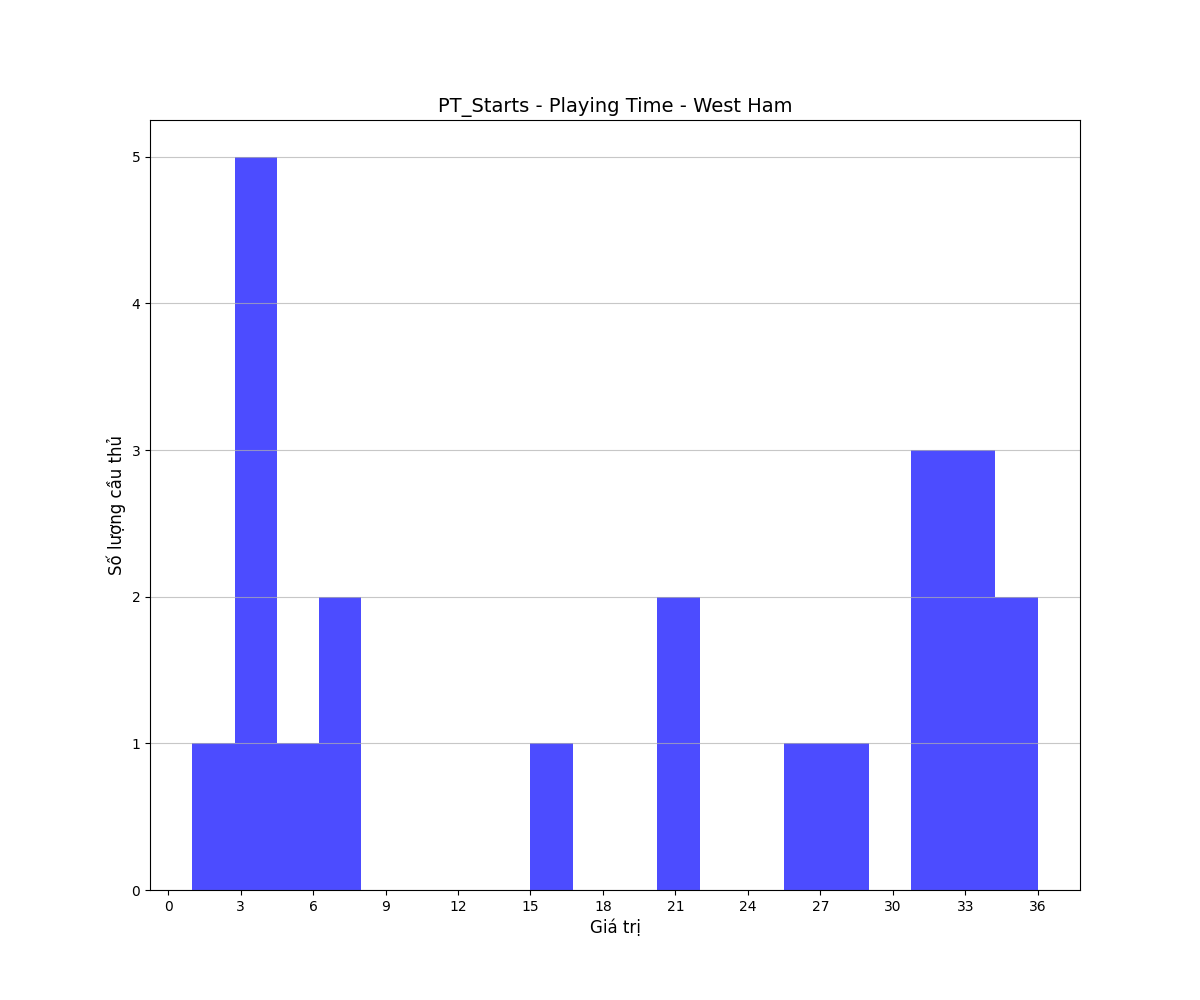 PT_Starts - Playing Time - West Ham
5
4
3
2
1
0
Số lượng cầu thủ
0 3 6 9 12 15 18 21 24 27 30 33 36
Giá trị